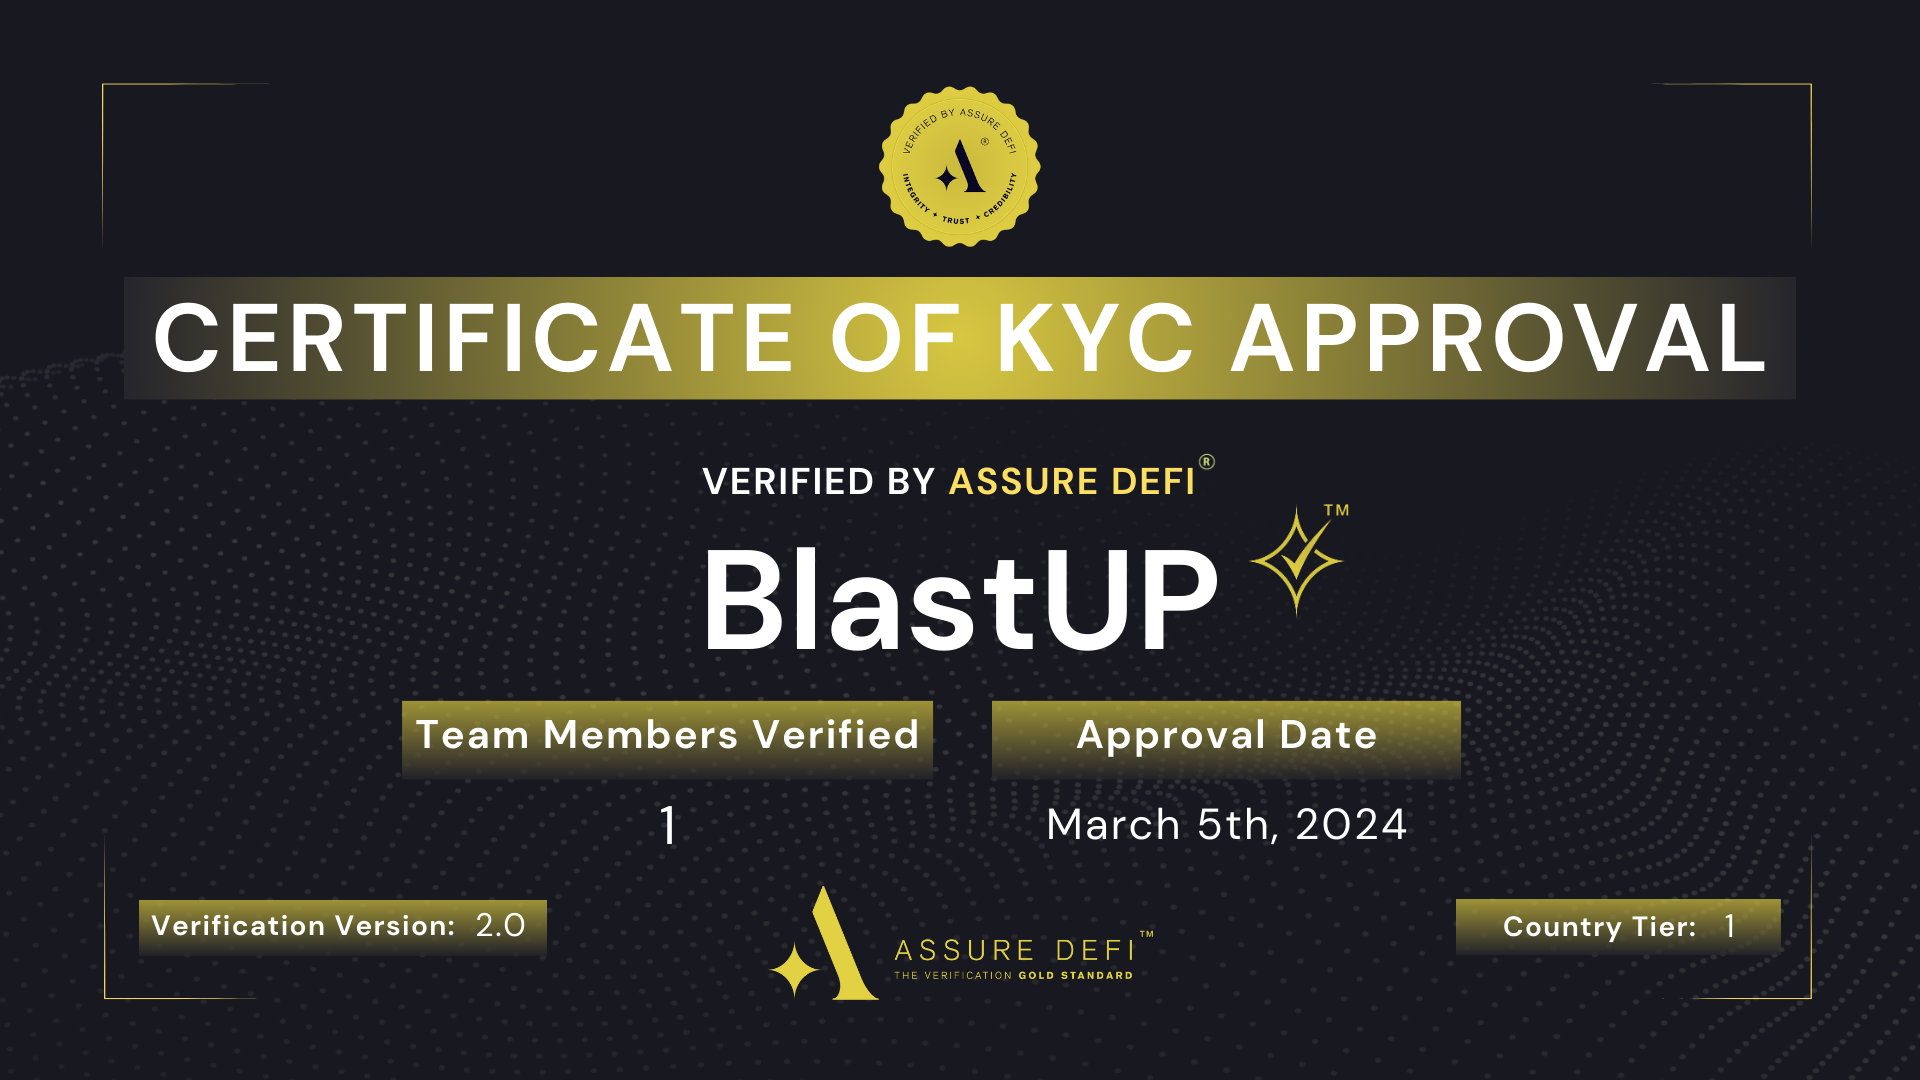 VERIFIED BY ASSURE DEFI
®
INTEGRITY ✦ TRUST ✦ CREDIBILITY
CERTIFICATE OF KYC APPROVAL
VERIFIED BY ASSURE DEFI®
BlastUP
TM
Team Members Verified
Approval Date
1
March 5th, 2024
Verification Version: 2.0
ASSURE DEFI™
THE VERIFICATION GOLD STANDARD
Country Tier: 1